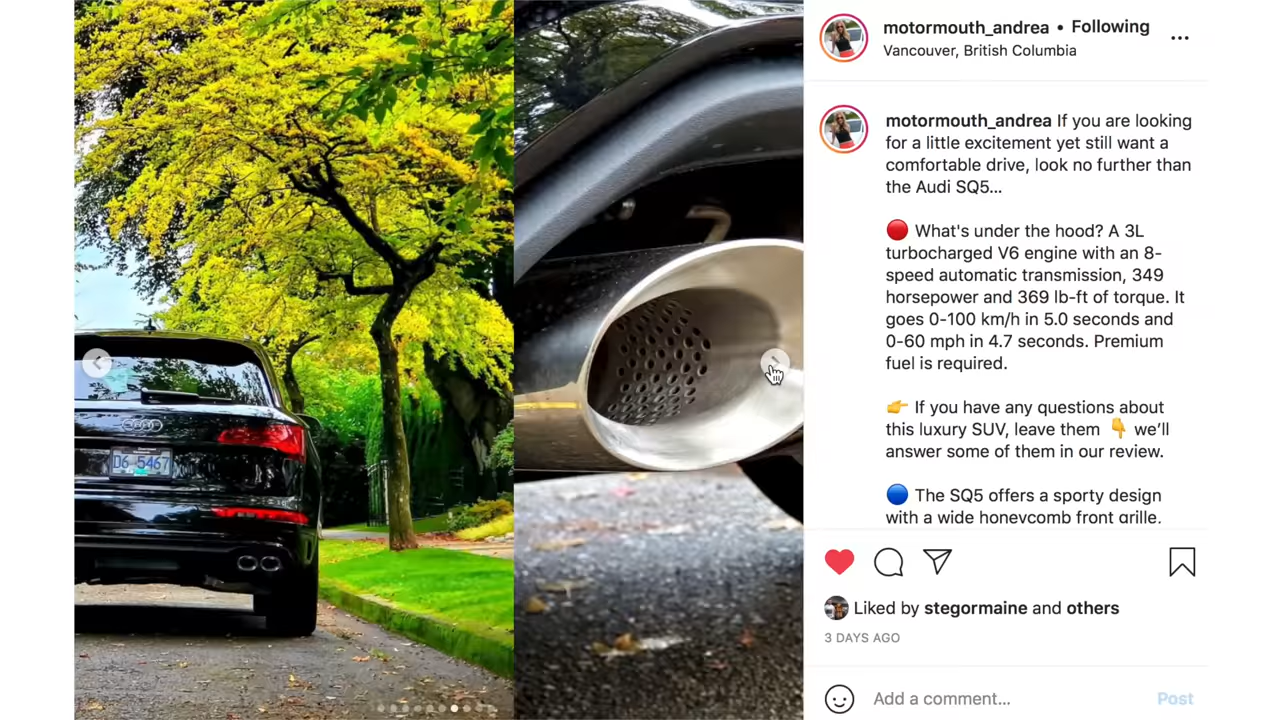 motormouth_andrea • Following
Vancouver, British Columbia
motormouth_andrea If you are looking
for a little excitement yet still want a
comfortable drive, look no further than
the Audi SQ5...
🔴 What's under the hood? A 3L
turbocharged V6 engine with an 8-
speed automatic transmission, 349
horsepower and 369 lb-ft of torque. It
goes 0-100 km/h in 5.0 seconds and
0-60 mph in 4.7 seconds. Premium
fuel is required.
👉 If you have any questions about
this luxury SUV, leave them 👇 we’ll
answer some of them in our review.
🔵 The SQ5 offers a sporty design
with a wide honeycomb front grille,
Liked by stegormaine and others
3 DAYS AGO
Add a comment...
Post
D6 5467